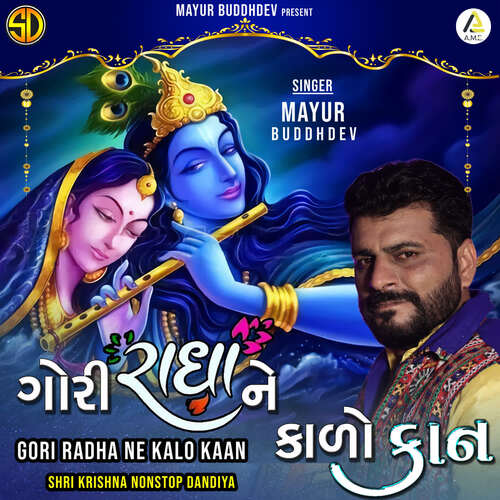 MAYUR BUDDHDEV PRESENT
SD
A.M.E
SINGER
MAYUR
BUDDHDEV
ગોરી રાધા ને
કાળો કાન
GORI RADHA NE KALO KAAN
SHRI KRISHNA NONSTOP DANDIYA